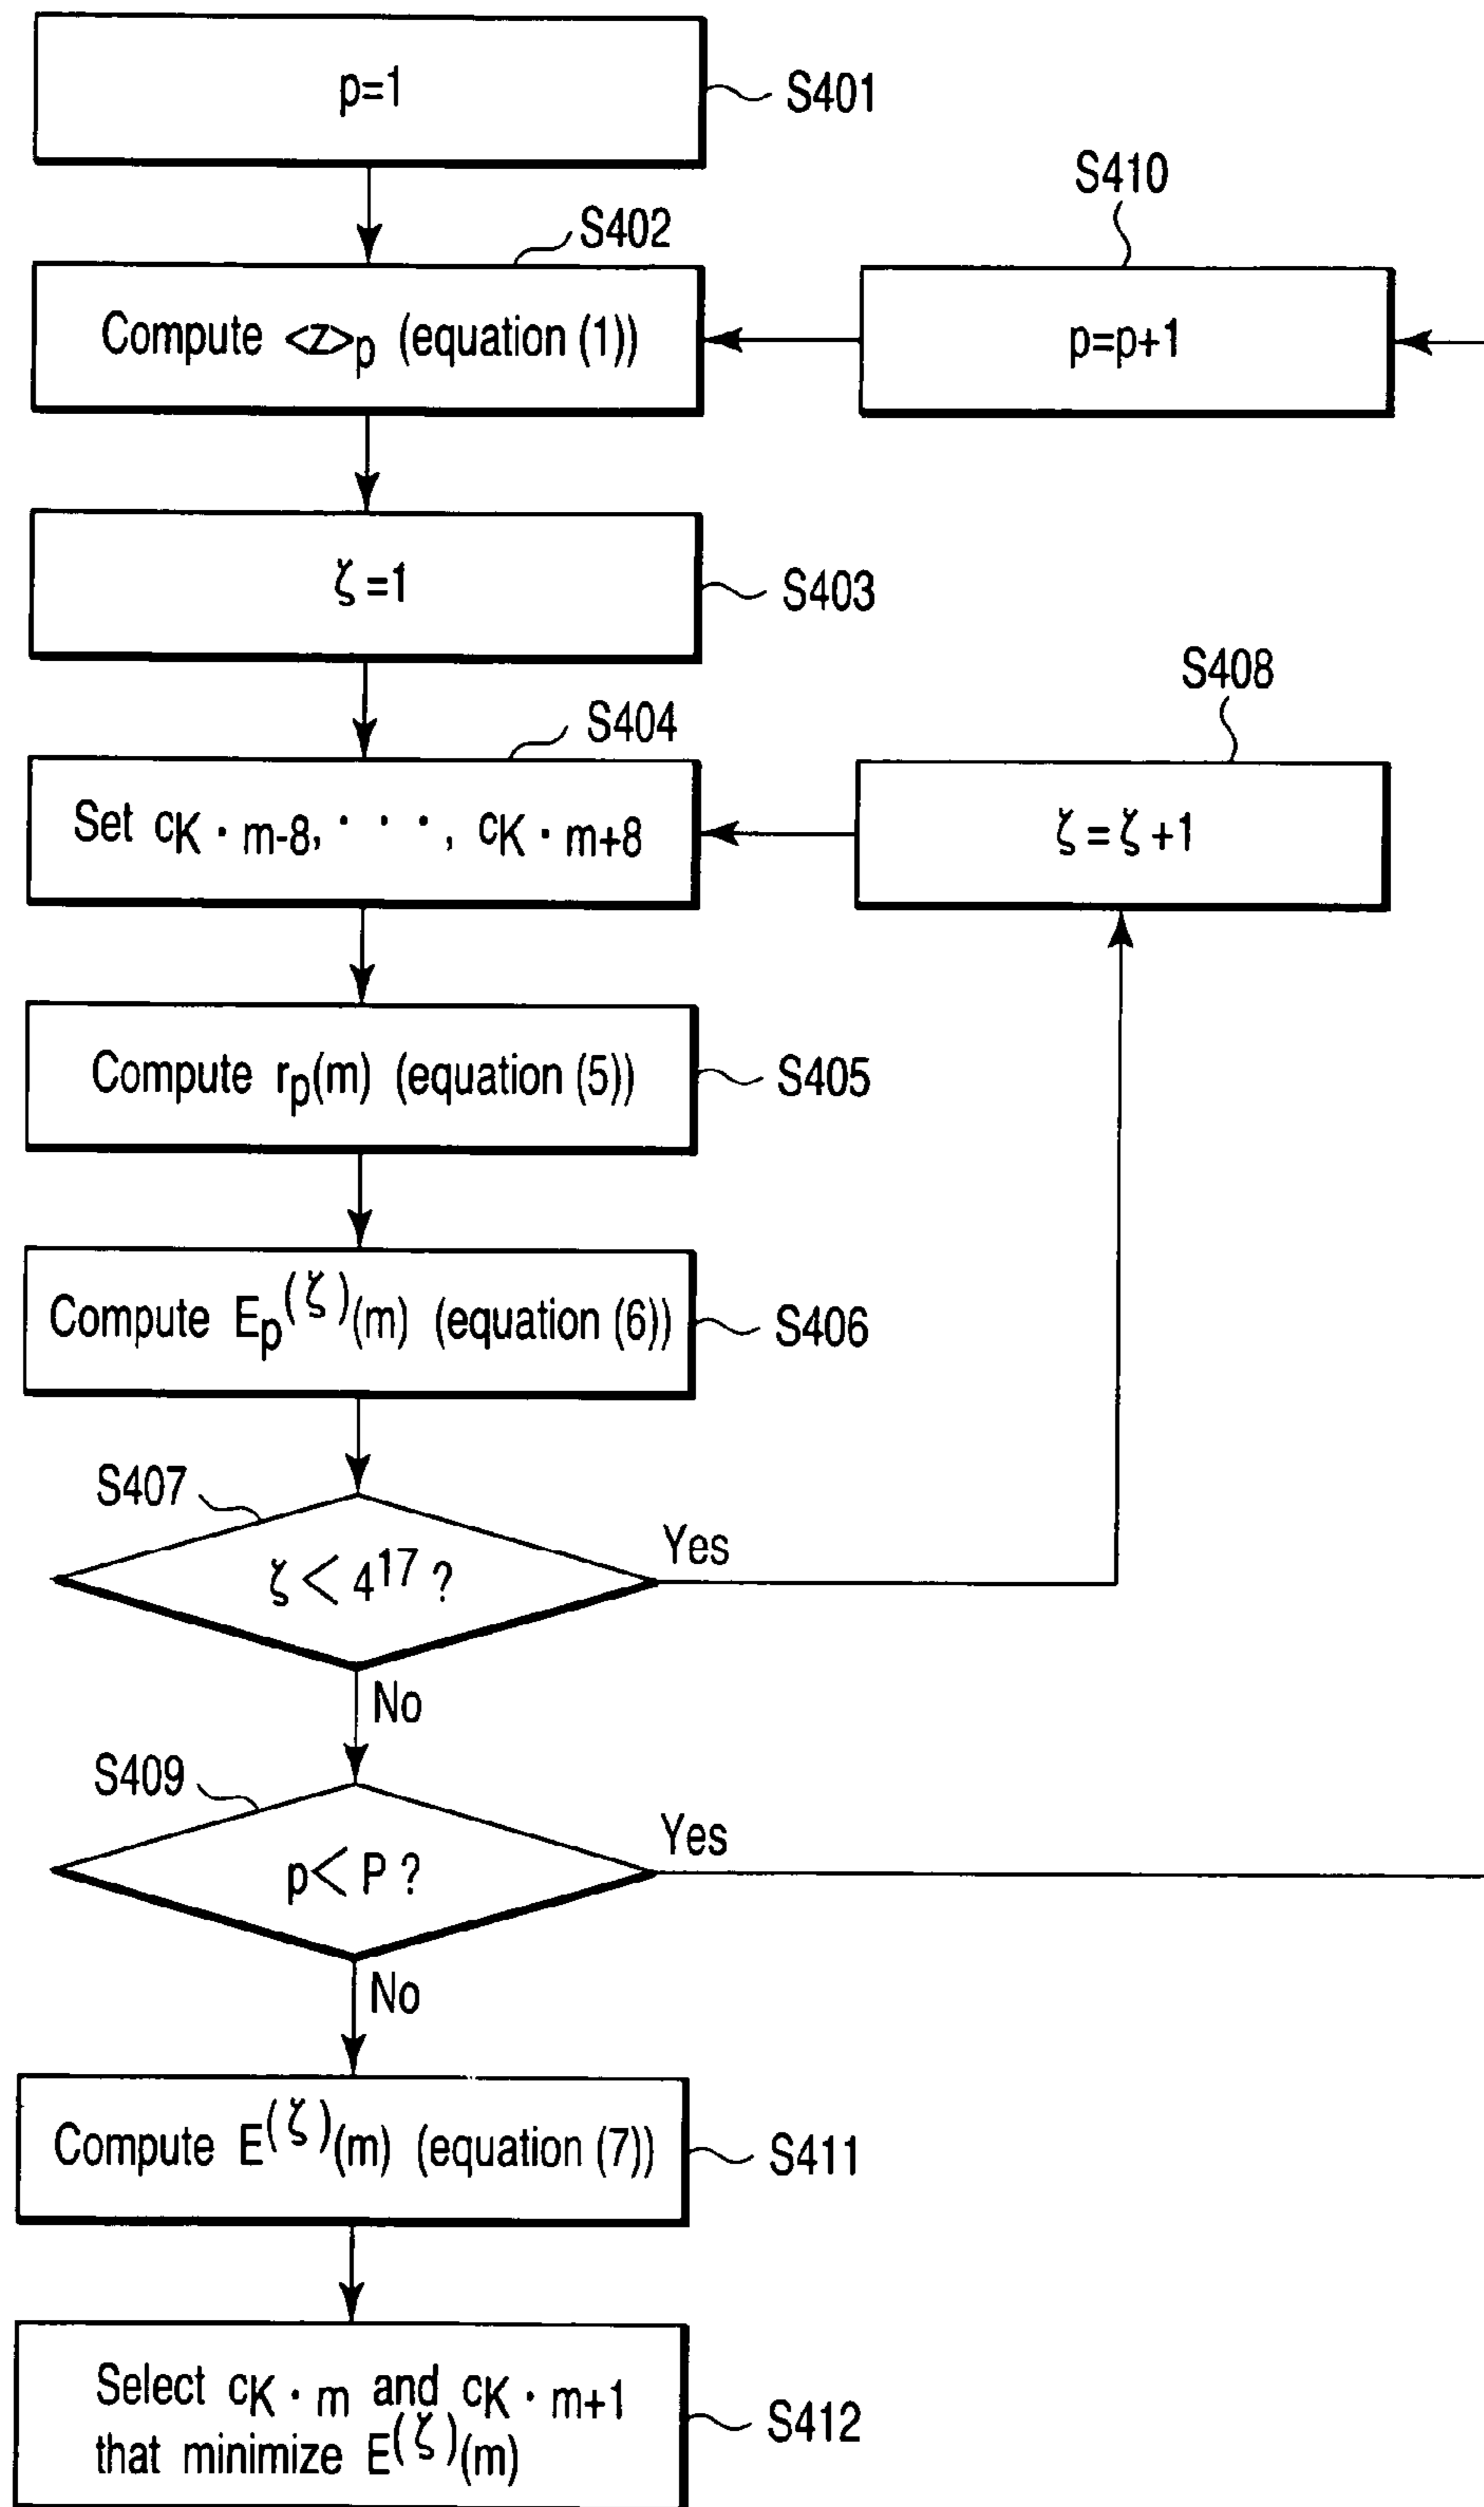 p=1
S401
S410
S402
Compute <z>p (equation (1))
p=p+1
ζ=1
S403
S408
S404
Set cK・m-8, ・・・, cK・m+8
ζ=ζ+1
Compute rp(m) (equation (5))
S405
Compute Ep(ζ)(m) (equation (6))
S406
S407
ζ<4^17 ?
Yes
No
S409
p<P ?
Yes
No
Compute E(ζ)(m) (equation (7))
S411
Select cK・m and cK・m+1
that minimize E(ζ)(m)
S412